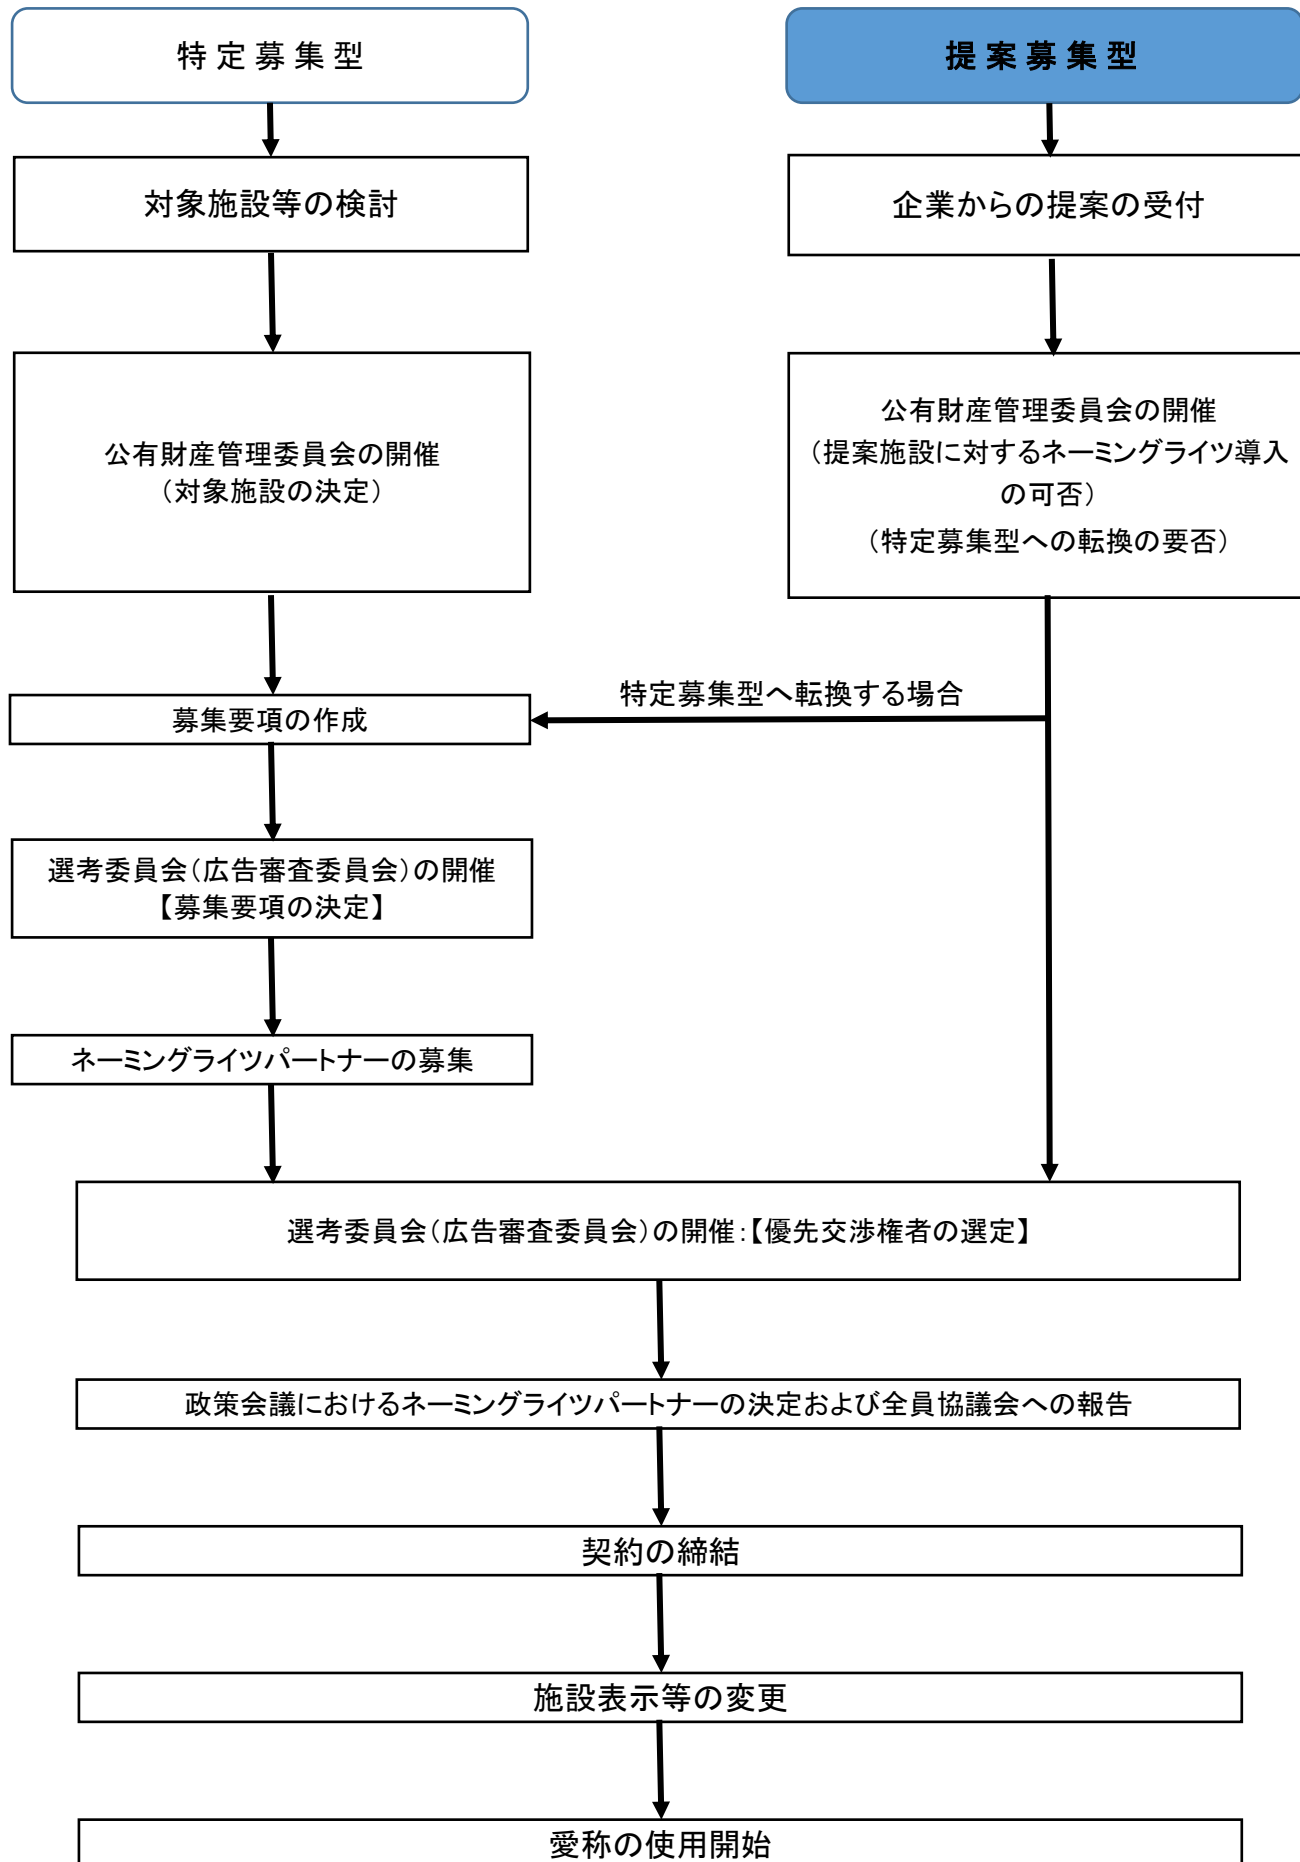 特定募集型
提案募集型
対象施設等の検討
企業からの提案の受付
公有財産管理委員会の開催
（対象施設の決定）
公有財産管理委員会の開催
（提案施設に対するネーミングライツ導入
の可否）
（特定募集型への転換の要否）
特定募集型へ転換する場合
募集要項の作成
選考委員会（広告審査委員会）の開催
【募集要項の決定】
ネーミングライツパートナーの募集
選考委員会（広告審査委員会）の開催：【優先交渉権者の選定】
政策会議におけるネーミングライツパートナーの決定および全員協議会への報告
契約の締結
施設表示等の変更
愛称の使用開始